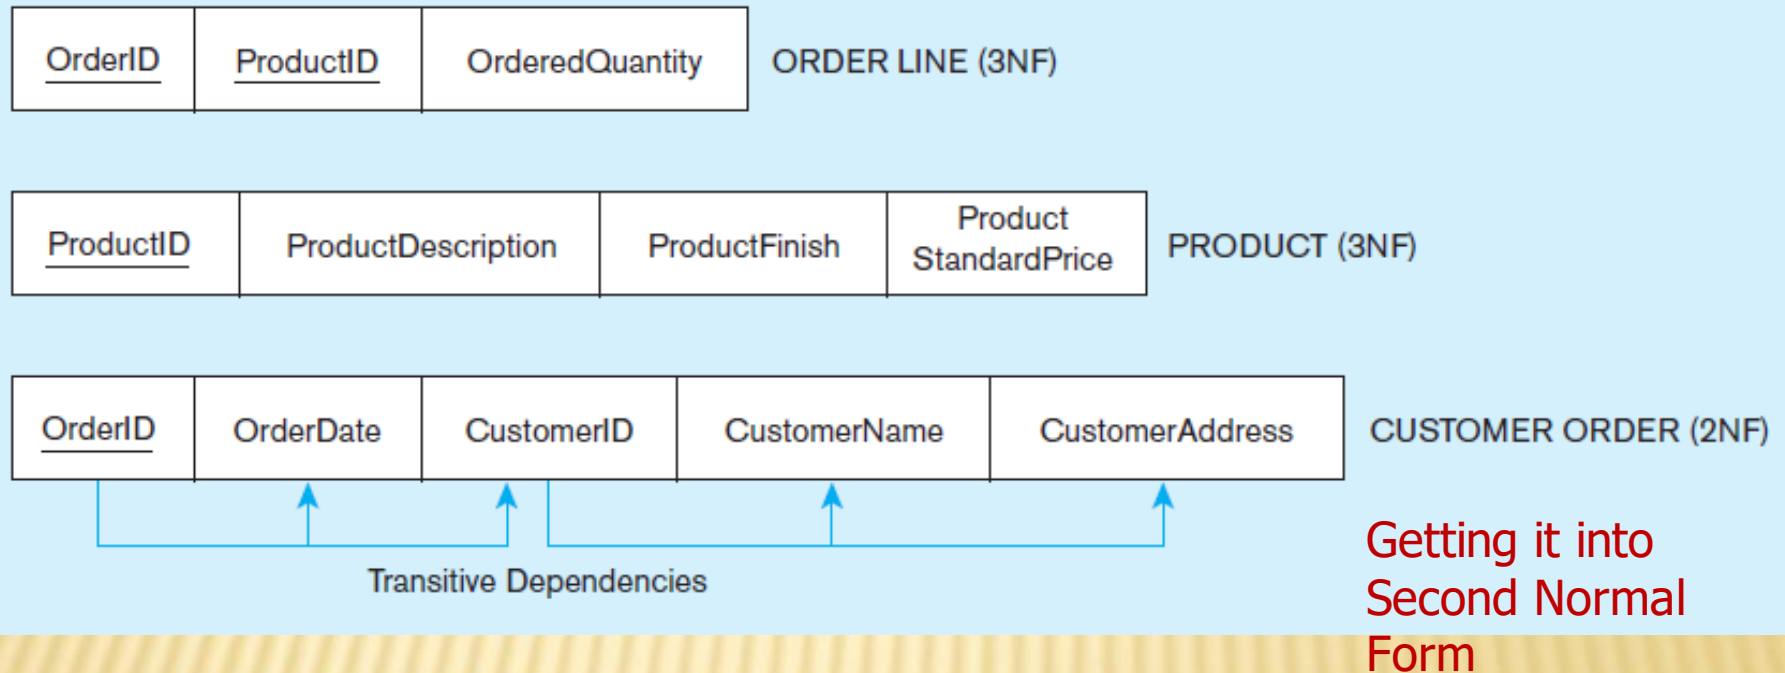 OrderID ProductID OrderedQuantity ORDER LINE (3NF)
ProductID ProductDescription ProductFinish Product StandardPrice PRODUCT (3NF)
OrderID OrderDate CustomerID CustomerName CustomerAddress CUSTOMER ORDER (2NF)
Transitive Dependencies
Getting it into
Second Normal
Form